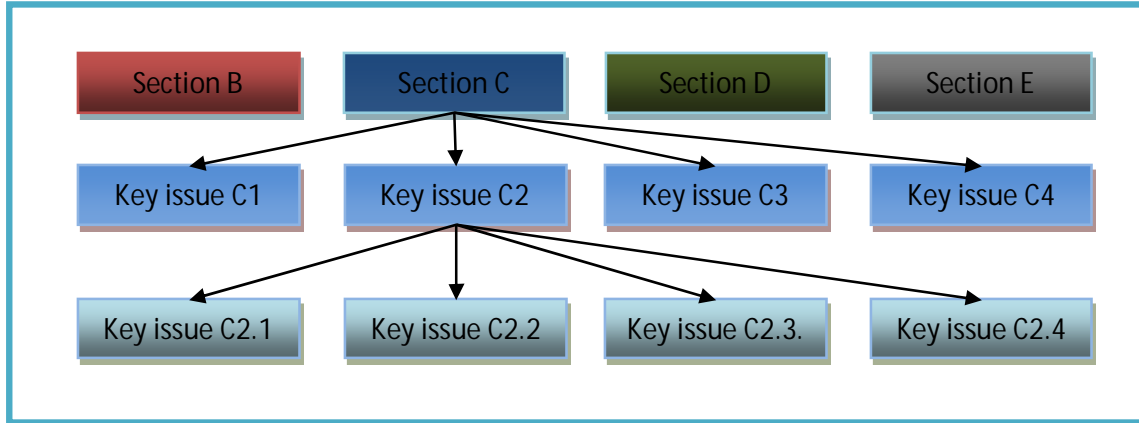 Section B
Section C
Section D
Section E
Key issue C1
Key issue C2
Key issue C3
Key issue C4
Key issue C2.1
Key issue C2.2
Key issue C2.3.
Key issue C2.4